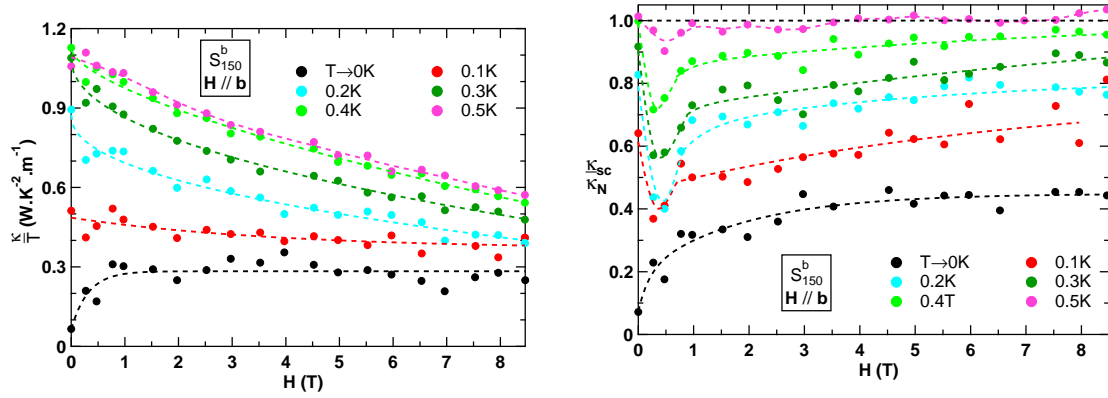 1.2
0.9
0.6
0.3
0
κ/T (W.K⁻².m⁻¹)
S^b_150
H // b
T→0K
0.1K
0.2K
0.3K
0.4K
0.5K
0 1 2 3 4 5 6 7 8
H (T)
1.0
0.8
0.6
0.4
0.2
0
κsc/κN
S^b_150
H // b
T→0K
0.1K
0.2K
0.3K
0.4T
0.5K
0 1 2 3 4 5 6 7 8
H (T)